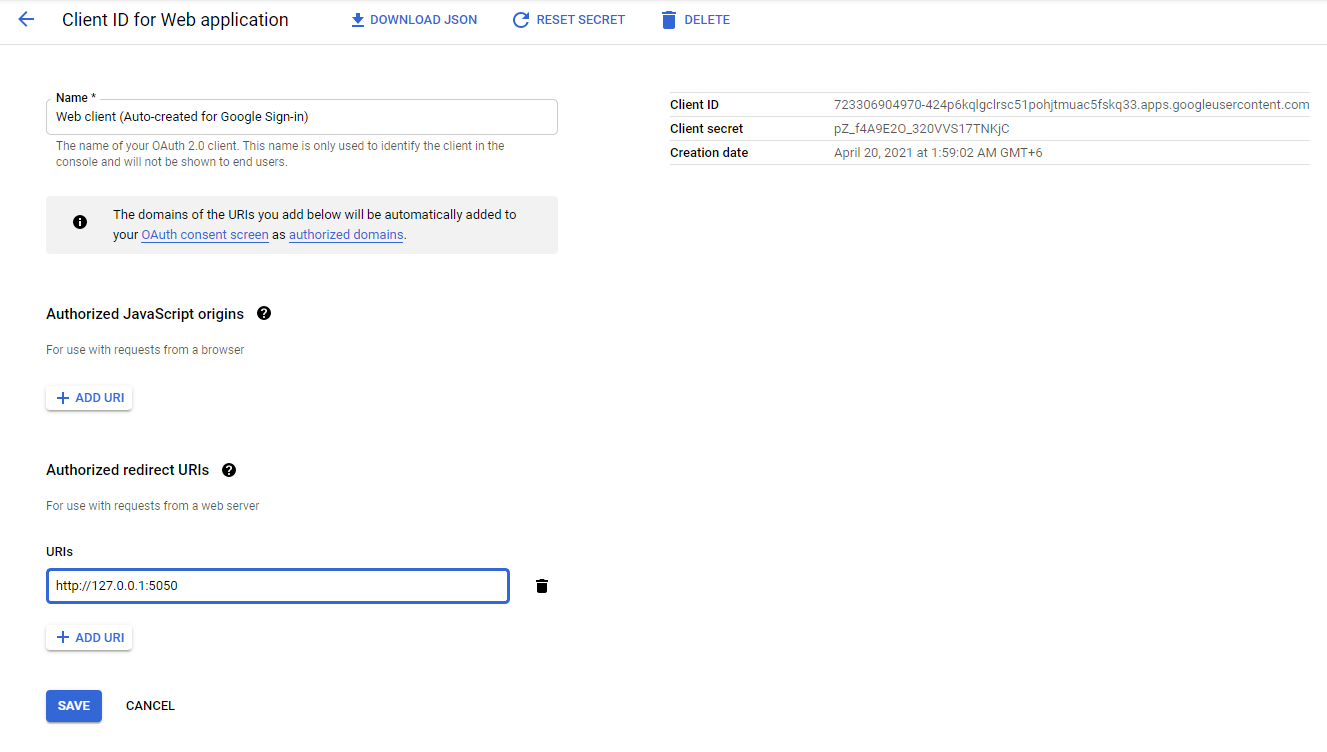 Client ID for Web application
DOWNLOAD JSON
RESET SECRET
DELETE
Name *
Web client (Auto-created for Google Sign-in)
The name of your OAuth 2.0 client. This name is only used to identify the client in the
console and will not be shown to end users.
The domains of the URIs you add below will be automatically added to
your OAuth consent screen as authorized domains.
Authorized JavaScript origins
For use with requests from a browser
ADD URI
Authorized redirect URIs
For use with requests from a web server
URIs
http://127.0.0.1:5050
ADD URI
SAVE
CANCEL
Client ID 723306904970-424p6kqlgclrsc51pohjtmuac5fskq33.apps.googleusercontent.com
Client secret pZ_f4A9E2O_320VVS17TNKjC
Creation date April 20, 2021 at 1:59:02 AM GMT+6